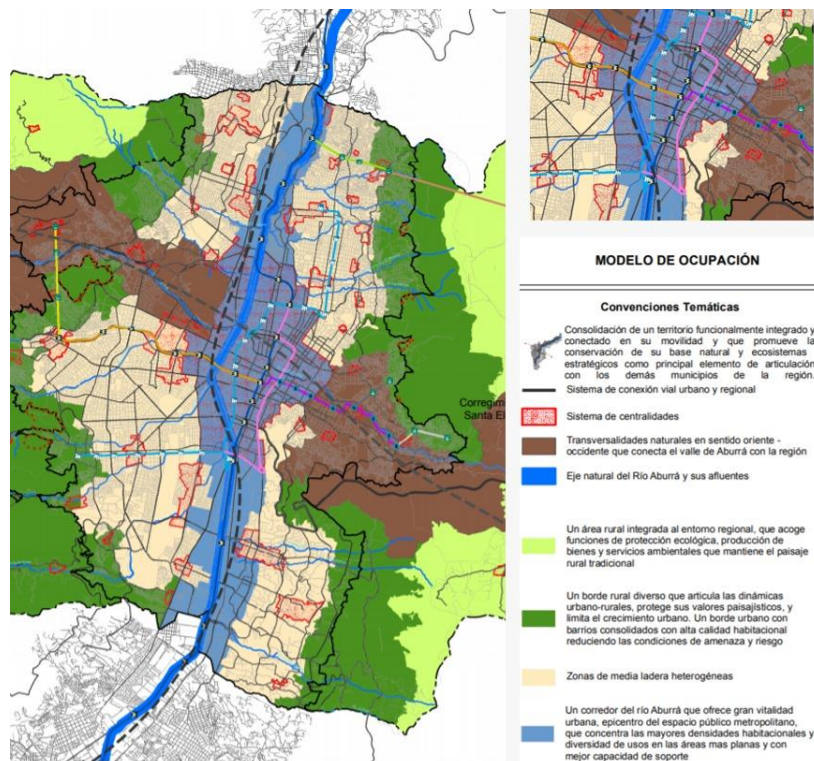 Corregim
Santa El
MODELO DE OCUPACIÓN
Convenciones Temáticas
Consolidación de un territorio funcionalmente integrado y
conectado en su movilidad y que promueve la
conservación de su base natural y ecosistemas
estratégicos como principal elemento de articulación
con los demás municipios de la región.
Sistema de conexión vial urbano y regional
Sistema de centralidades
Transversalidades naturales en sentido oriente -
occidente que conecta el valle de Aburrá con la región
Eje natural del Río Aburrá y sus afluentes
Un área rural integrada al entorno regional, que acoge
funciones de protección ecológica, producción de
bienes y servicios ambientales que mantiene el paisaje
rural tradicional
Un borde rural diverso que articula las dinámicas
urbano-rurales, protege sus valores paisajísticos, y
limita el crecimiento urbano. Un borde urbano con
barrios consolidados con alta calidad habitacional
reduciendo las condiciones de amenaza y riesgo
Zonas de media ladera heterogéneas
Un corredor del río Aburrá que ofrece gran vitalidad
urbana, epicentro del espacio público metropolitano,
que concentra las mayores densidades habitacionales y
diversidad de usos en las áreas mas planas y con
mejor capacidad de soporte